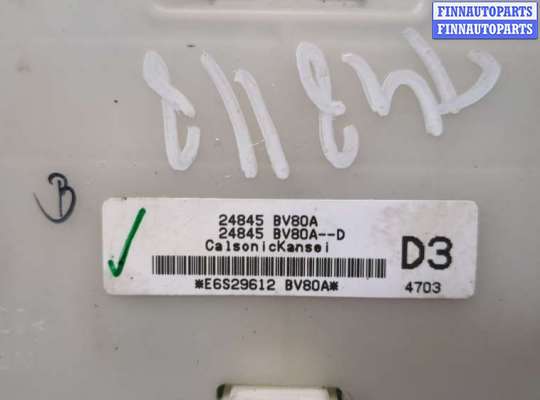 FINNAUTOPARTS
FINNAUTOPARTS
B
24845 BV80A
24845 BV80A--D
CalsonicKansei
D3
*E6S29612 BV80A*
4703